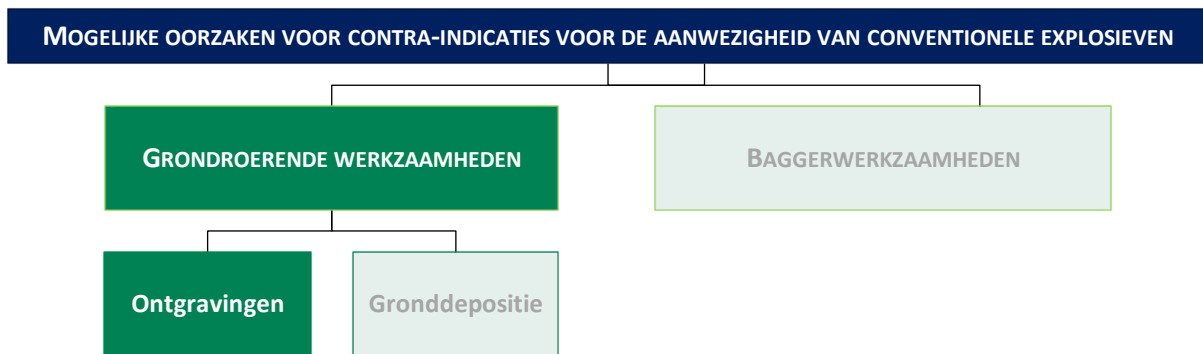 MOGELIJKE OORZAKEN VOOR CONTRA-INDICATIES VOOR DE AANWEZIGHEID VAN CONVENTIONELE EXPLOSIEVEN
GRONDROERENDE WERKZAAMHEDEN
BAGGERWERKZAAMHEDEN
Ontgravingen
Gronddepositie